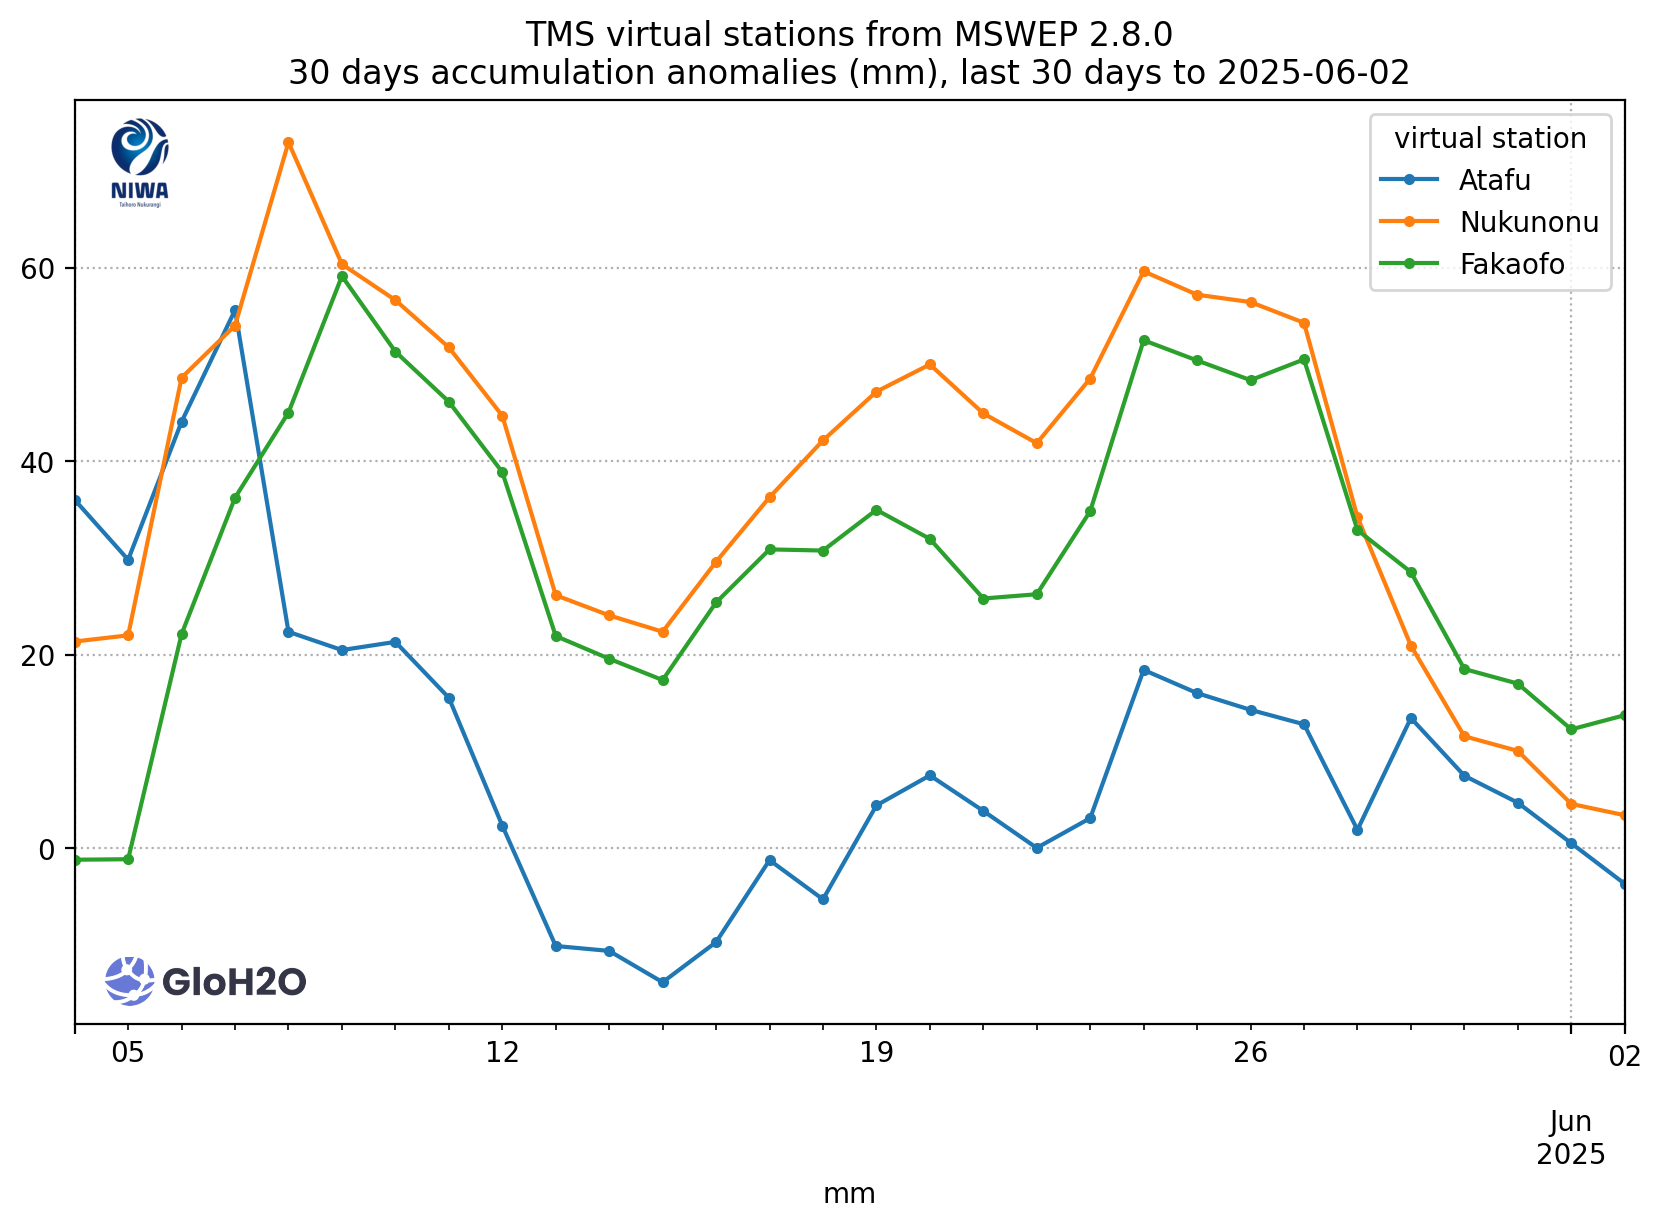 TMS virtual stations from MSWEP 2.8.0
30 days accumulation anomalies (mm), last 30 days to 2025-06-02
NIWA
Taihoro Nukurangi
virtual station
Atafu
Nukunonu
Fakaofo
60
40
20
0
GloH2O
05 12 19 26 02
Jun
2025
mm